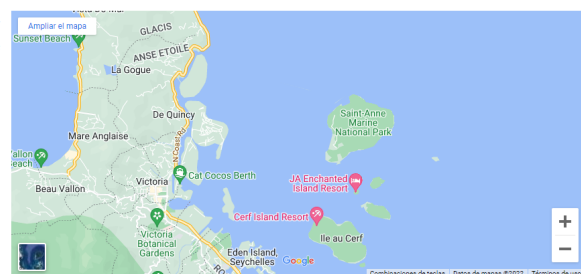 Ampliar el mapa
GLACIS
Sunset Beach
ANSE ETOILE
La Gogue
De Quincy
Saint-Anne
Marine
National Park
Mare Anglaise
N Coast Rd
Vallon
Beach
Cat Cocos Berth
JA Enchanted
Island Resort
Beau Vallon
Victoria
Cerf Island Resort
Victoria
Botanical
Gardens
Ile au Cerf
Eden Island,
Seychelles
Google
Combinaciones de teclas
Datos de mapas ©2022